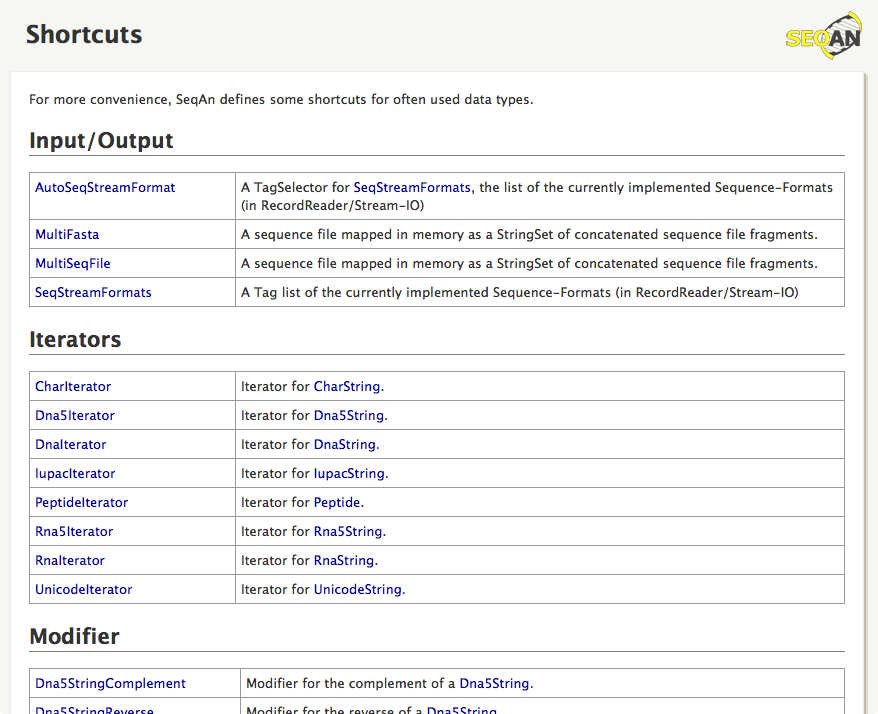 Shortcuts
SEQAN
For more convenience, SeqAn defines some shortcuts for often used data types.
Input/Output
AutoSeqStreamFormat A TagSelector for SeqStreamFormats, the list of the currently implemented Sequence-Formats
(in RecordReader/Stream-IO)
MultiFasta A sequence file mapped in memory as a StringSet of concatenated sequence file fragments.
MultiSeqFile A sequence file mapped in memory as a StringSet of concatenated sequence file fragments.
SeqStreamFormats A Tag list of the currently implemented Sequence-Formats (in RecordReader/Stream-IO)
Iterators
CharIterator Iterator for CharString.
Dna5Iterator Iterator for Dna5String.
DnaIterator Iterator for DnaString.
IupacIterator Iterator for IupacString.
PeptideIterator Iterator for Peptide.
Rna5Iterator Iterator for Rna5String.
RnaIterator Iterator for RnaString.
UnicodeIterator Iterator for UnicodeString.
Modifier
Dna5StringComplement Modifier for the complement of a Dna5String.
Dna5StringReverse Modifier for the reverse of a Dna5String.